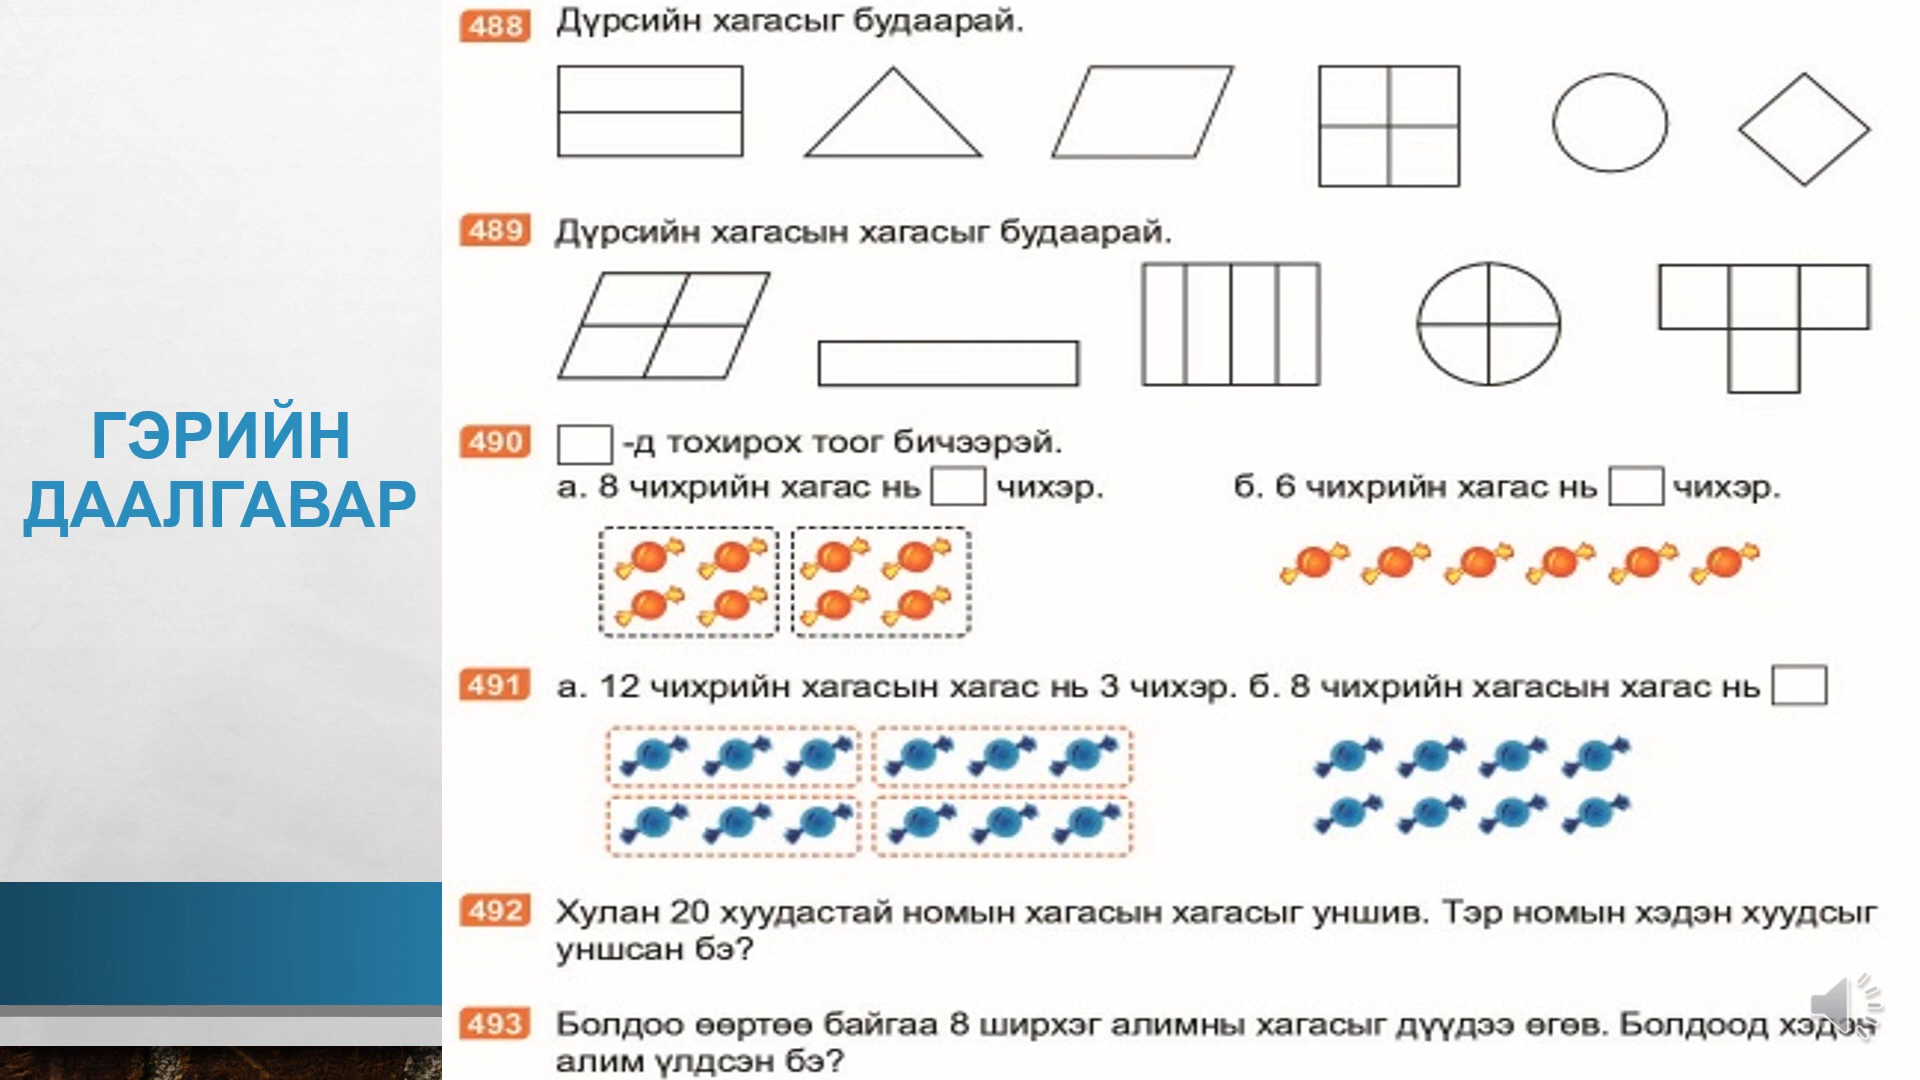 ГЭРИЙН
ДААЛГАВАР
488 Дүрсийн хагасыг будаарай.
489 Дүрсийн хагасын хагасыг будаарай.
490 -д тохирох тоог бичээрэй.
а. 8 чихрийн хагас нь чихэр. б. 6 чихрийн хагас нь чихэр.
491 а. 12 чихрийн хагасын хагас нь 3 чихэр. б. 8 чихрийн хагасын хагас нь
492 Хулан 20 хуудастай номын хагасын хагасыг уншив. Тэр номын хэдэн хуудсыг
уншсан бэ?
493 Болдоо өөртөө байгаа 8 ширхэг алимны хагасыг дүүдээ өгөв. Болдоод хэдэн
алим үлдсэн бэ?